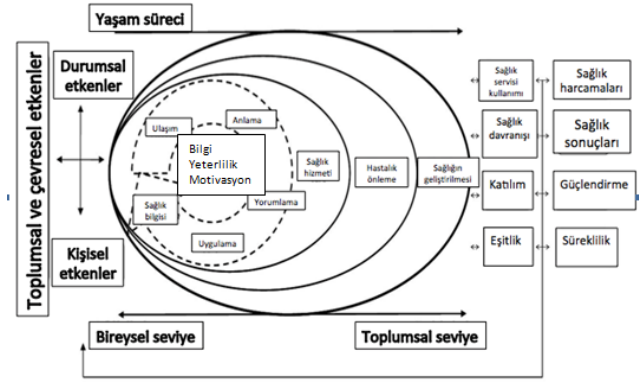 Yaşam süreci
Toplumsal ve çevresel etkenler
Durumsal
etkenler
Kişisel
etkenler
Ulaşım
Anlama
Bilgi
Yeterlilik
Motivasyon
Sağlık
bilgisi
Yorumlama
Uygulama
Sağlık
hizmeti
Hastalık
önleme
Sağlığın
geliştirilmesi
Sağlık
servisi
kullanımı
Sağlık
harcamaları
Sağlık
davranışı
Sağlık
sonuçları
Katılım
Güçlendirme
Eşitlik
Süreklilik
Bireysel seviye
Toplumsal seviye